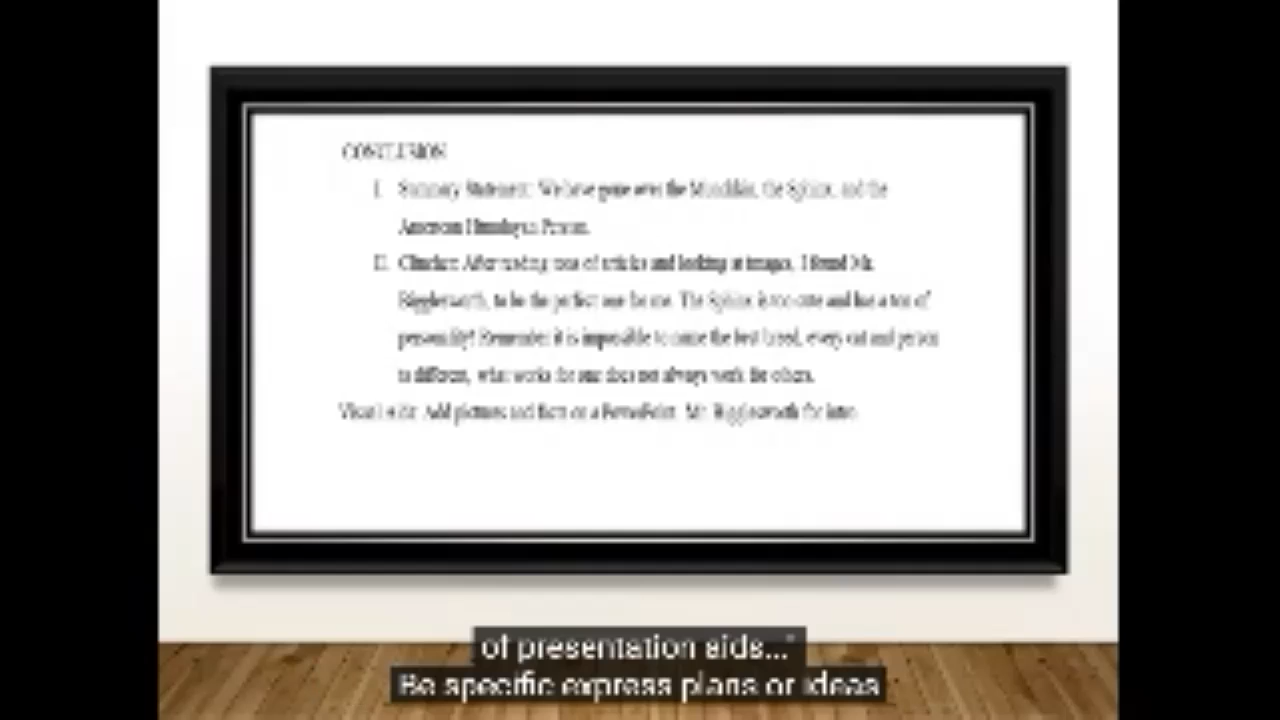 CONCLUSION
I. Summary Statement: We have gone over the Munchkin, the Sphinx, and the
American Himalayan Persian.
II. Clincher: After reading tons of articles and looking at images, I found Mr.
Bigglesworth, to be the perfect one for me. The Sphinx is too cute and has a ton of
personality! Remember it is impossible to name the best breed, every cat and person
is different, what works for one does not always work for others.
Visual Aids: Add pictures and facts on a PowerPoint. Mr. Bigglesworth for intro.
of presentation aids..."
Be specific express plans or ideas